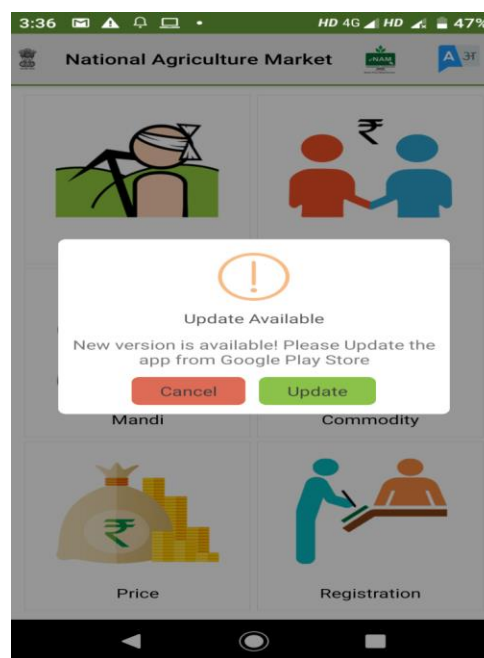 3:36 HD 4G HD 47%
National Agriculture Market eNAM A अ
₹
Update Available
New version is available! Please Update the
app from Google Play Store
Cancel Update
Mandi Commodity
₹
Price Registration